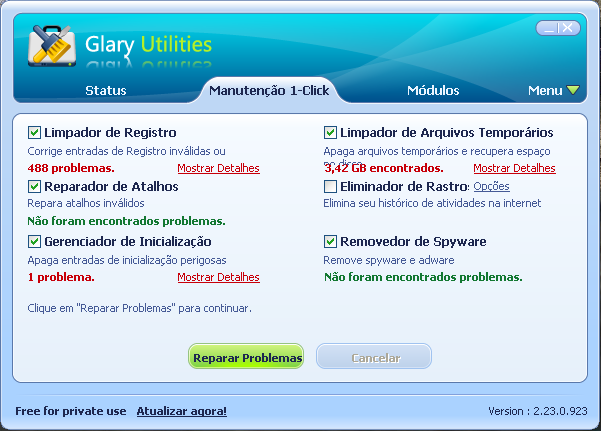 Glary Utilities
Status
Manutenção 1-Click
Módulos
Menu
Limpador de Registro
Corrige entradas de Registro inválidas ou
488 problemas.
Mostrar Detalhes
Limpador de Arquivos Temporários
Apaga arquivos temporários e recupera espaço
no disco
3,42 GB encontrados.
Mostrar Detalhes
Reparador de Atalhos
Repara atalhos inválidos
Não foram encontrados problemas.
Eliminador de Rastros
Opções
Elimina seu histórico de atividades na internet
Gerenciador de Inicialização
Apaga entradas de inicialização perigosas
1 problema.
Mostrar Detalhes
Removedor de Spyware
Remove spyware e adware
Não foram encontrados problemas.
Clique em "Reparar Problemas" para continuar.
Reparar Problemas
Cancelar
Free for private use
Atualizar agora!
Version : 2.23.0.923